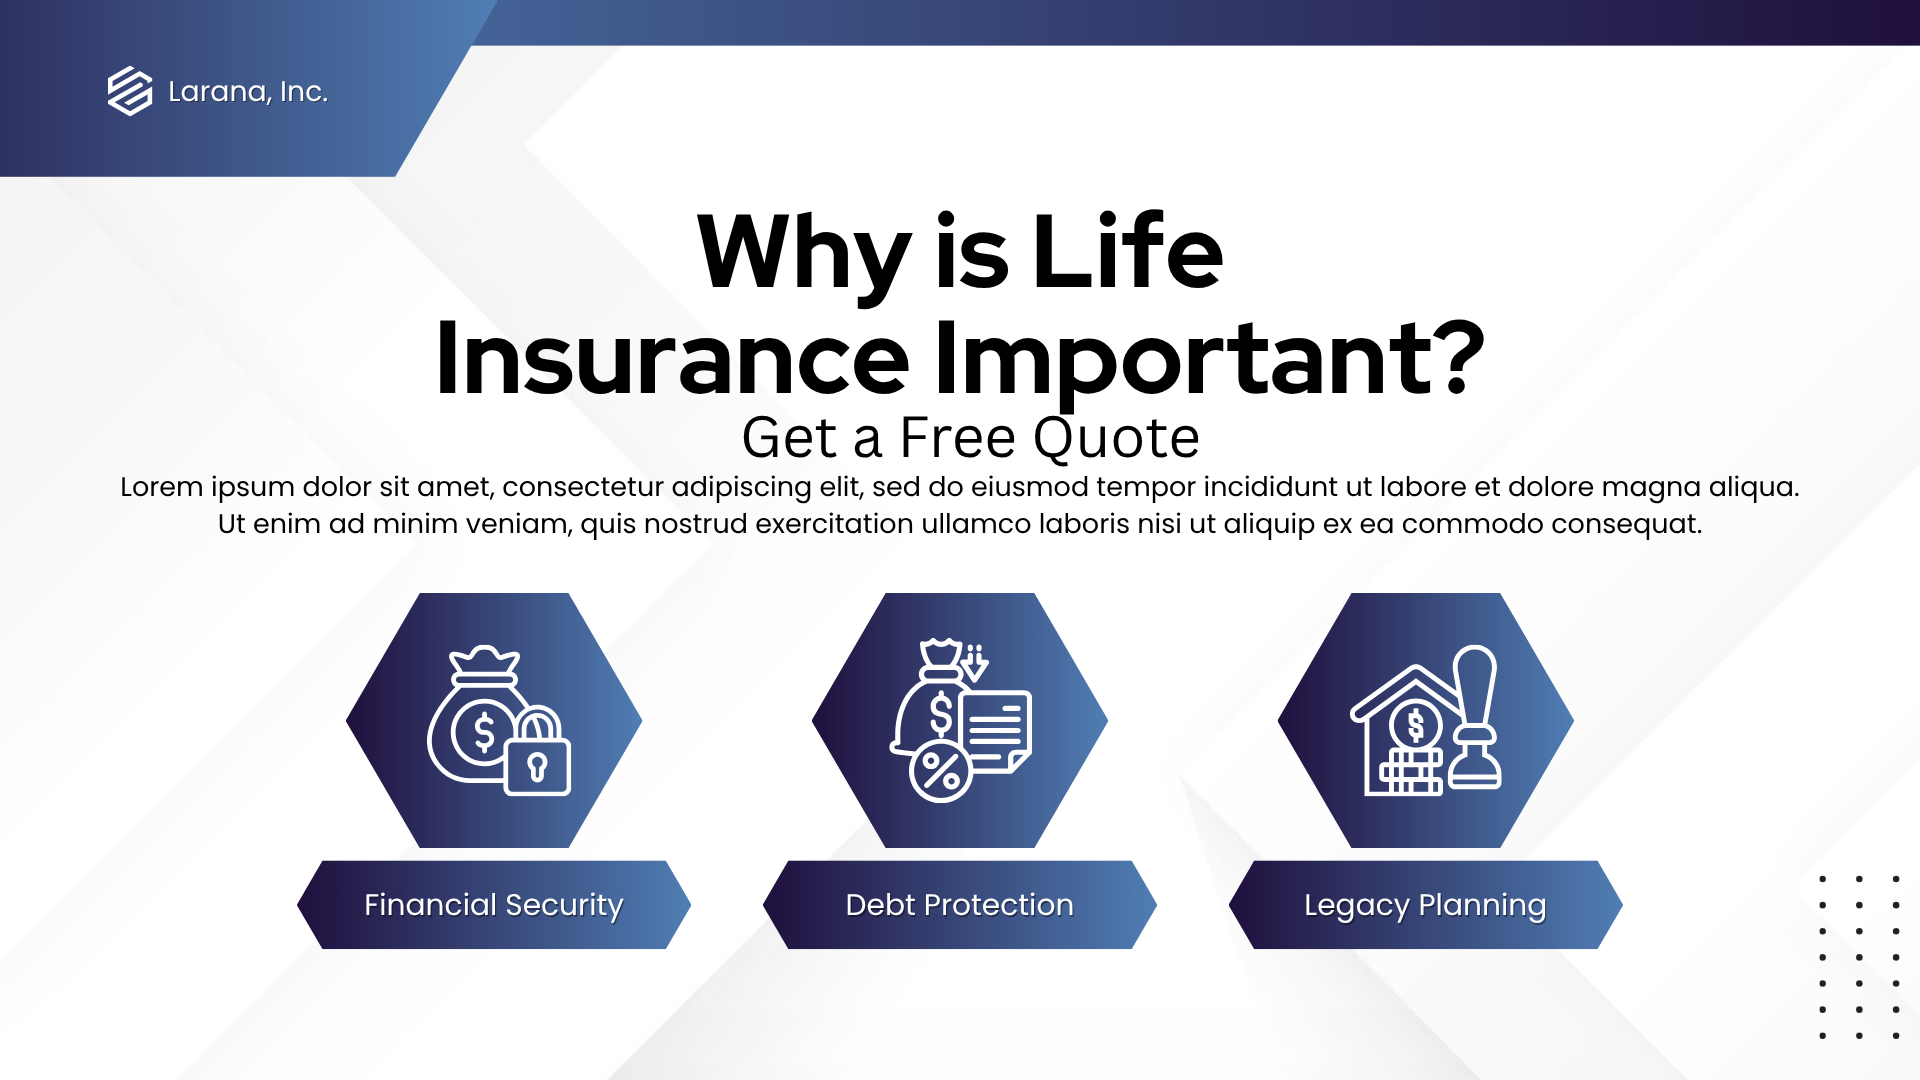 Larana, Inc.
Why is Life
Insurance Important?
Get a Free Quote
Lorem ipsum dolor sit amet, consectetur adipiscing elit, sed do eiusmod tempor incididunt ut labore et dolore magna aliqua.
Ut enim ad minim veniam, quis nostrud exercitation ullamco laboris nisi ut aliquip ex ea commodo consequat.
$
$
%
$
Financial Security
Debt Protection
Legacy Planning